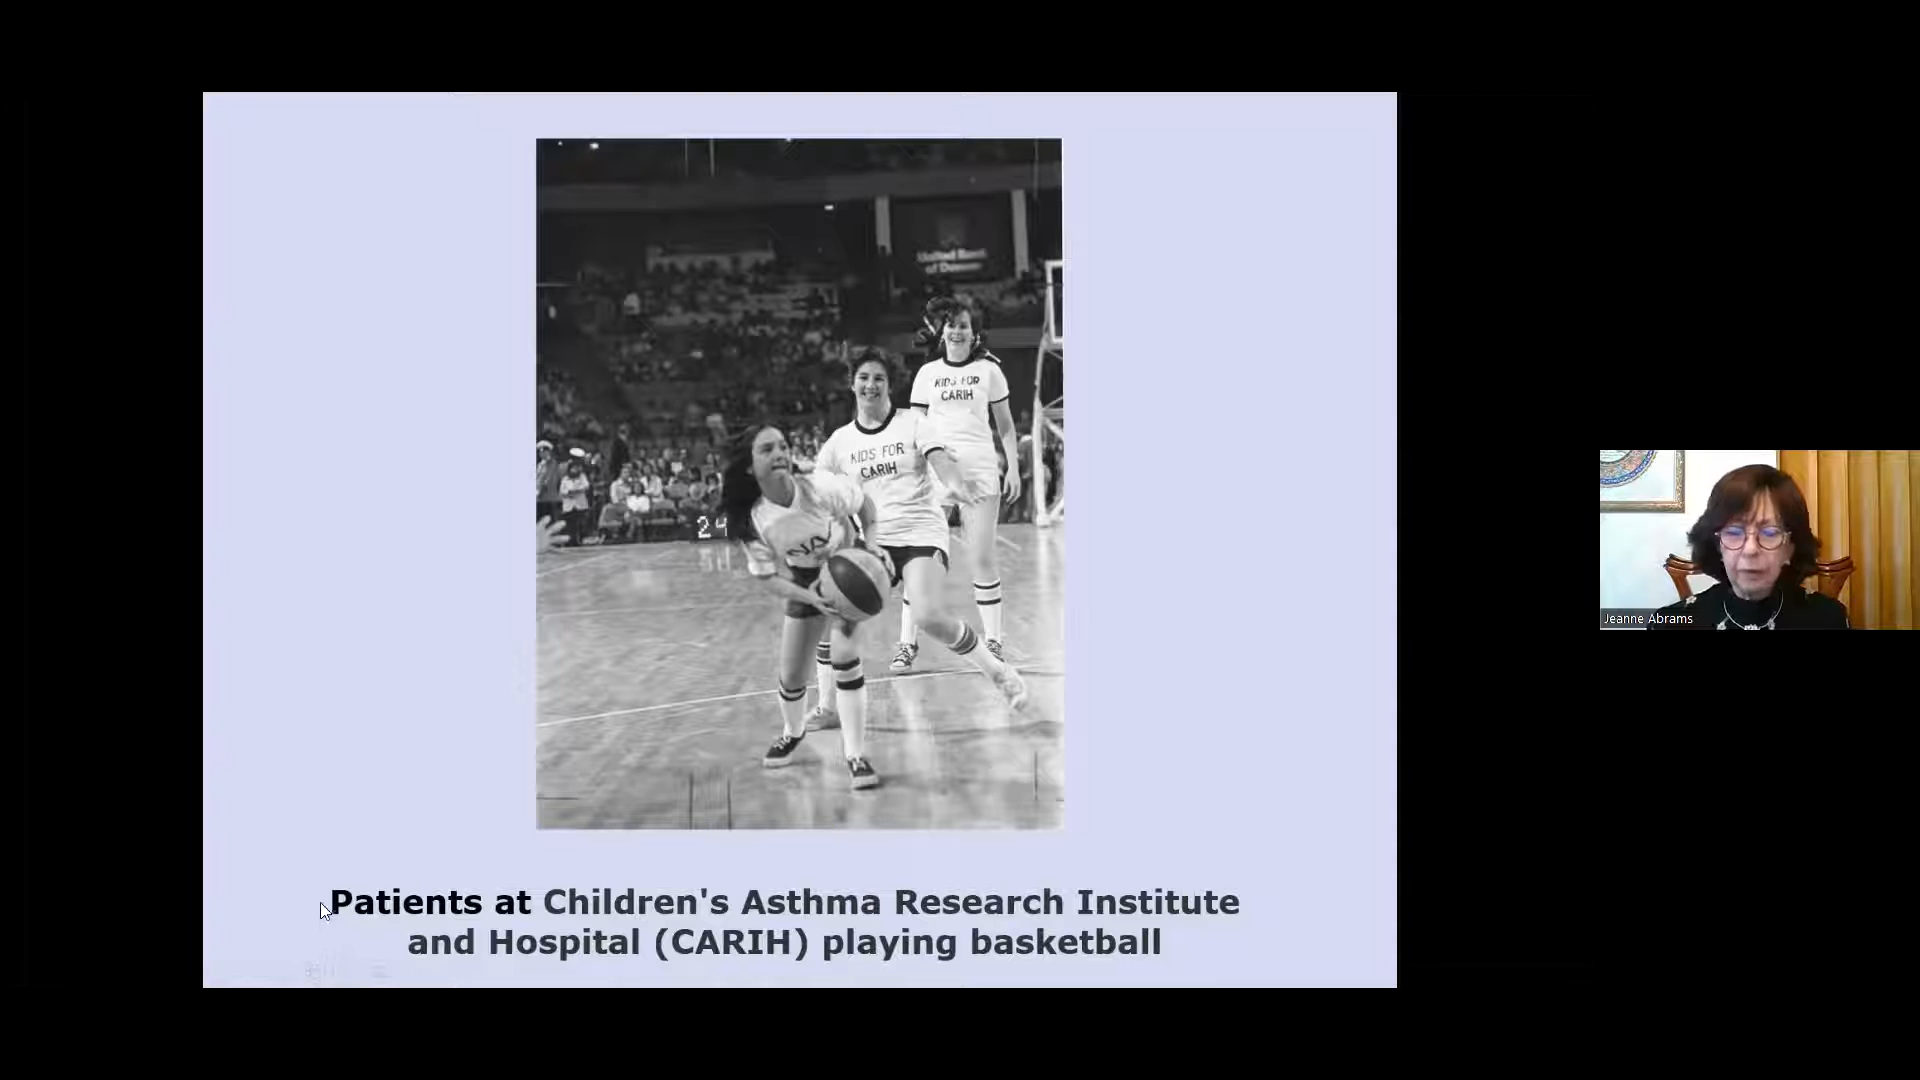 United Bank
of Denver
KIDS FOR
CARIH
KIDS FOR
CARIH
24
Patients at Children's Asthma Research Institute
and Hospital (CARIH) playing basketball
Jeanne Abrams